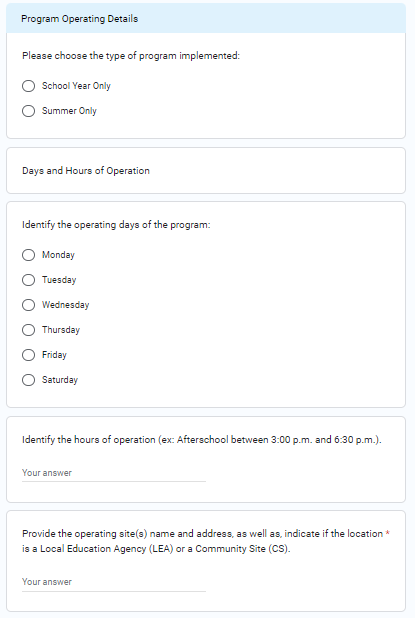 Program Operating Details
Please choose the type of program implemented:
School Year Only
Summer Only
Days and Hours of Operation
Identify the operating days of the program:
Monday
Tuesday
Wednesday
Thursday
Friday
Saturday
Identify the hours of operation (ex: Afterschool between 3:00 p.m. and 6:30 p.m.).
Your answer
Provide the operating site(s) name and address, as well as, indicate if the location *
is a Local Education Agency (LEA) or a Community Site (CS).
Your answer